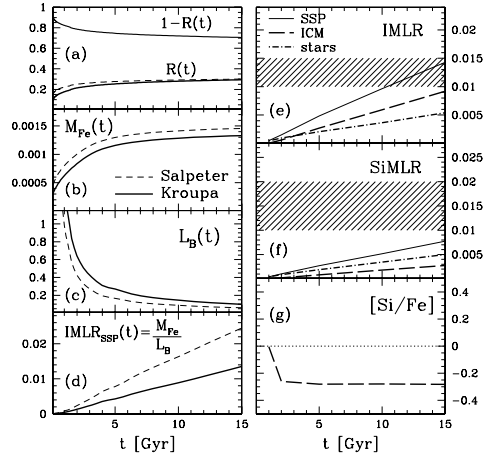 1
0.8
0.6
0.4
0.2
1-R(t)
(a)
R(t)
0.0015
0.001
0.0005
M_Fe(t)
(b)
Salpeter
Kroupa
1
0.8
0.6
0.4
0.2
L_B(t)
(c)
IMLR_SSP(t)=M_Fe/L_B
0.02
0.01
0
(d)
0 5 10 15
t [Gyr]
SSP
ICM
stars
IMLR
0.02
0.015
0.01
0.005
(e)
SiMLR
0.025
0.02
0.015
0.01
0.005
(f)
(g)
[Si/Fe]
0.4
0.2
0
-0.2
-0.4
0 5 10 15
t [Gyr]